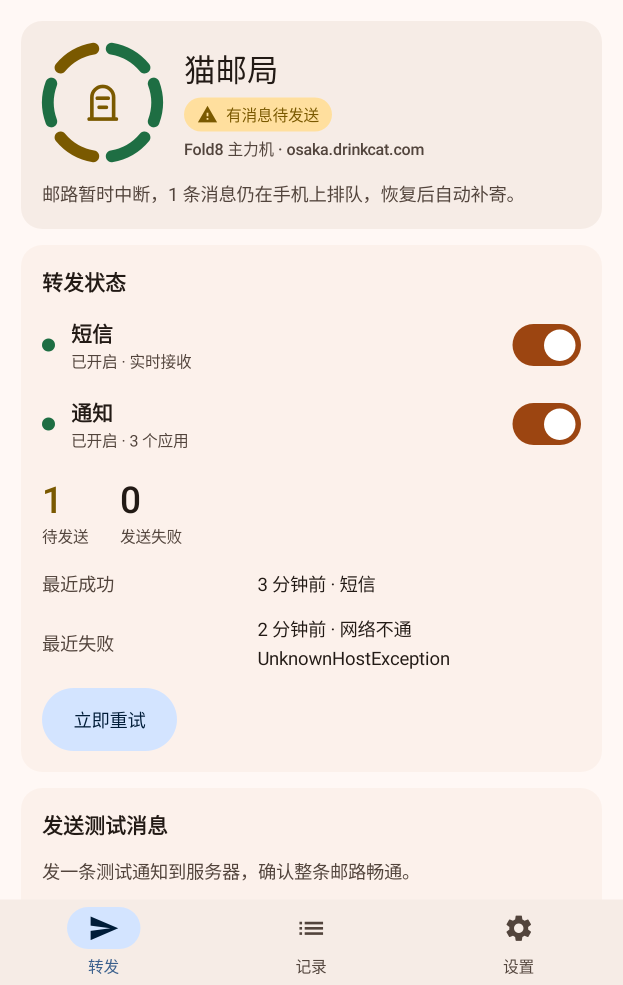 猫邮局
有消息待发送
Fold8 主力机 · osaka.drinkcat.com
邮路暂时中断，1 条消息仍在手机上排队，恢复后自动补寄。
转发状态
短信
已开启 · 实时接收
通知
已开启 · 3 个应用
1 0
待发送 发送失败
最近成功 3 分钟前 · 短信
最近失败 2 分钟前 · 网络不通
UnknownHostException
立即重试
发送测试消息
发一条测试通知到服务器，确认整条邮路畅通。
转发 记录 设置